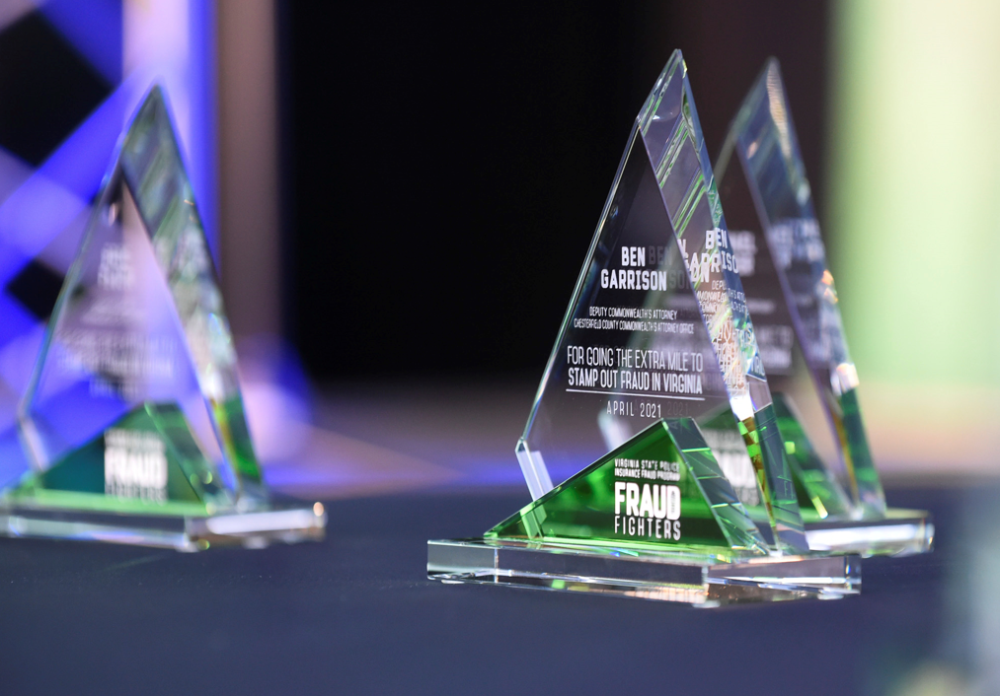 BEN
GARRISON
DEPUTY COMMONWEALTH'S ATTORNEY
CHESTERFIELD COUNTY COMMONWEALTH'S ATTORNEY OFFICE
FOR GOING THE EXTRA MILE TO
STAMP OUT FRAUD IN VIRGINIA
APRIL 2021
VIRGINIA STATE POLICE
INSURANCE FRAUD PROGRAM
FRAUD
FIGHTERS
FRAUD
FIGHTERS